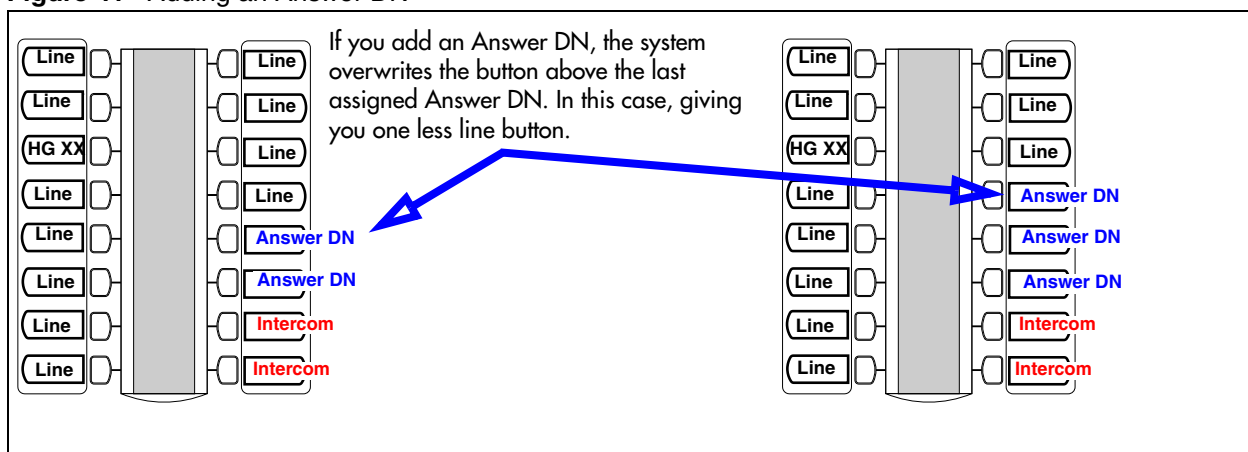 Adding an Answer DN
If you add an Answer DN, the system
overwrites the button above the last
assigned Answer DN. In this case, giving
you one less line button.
Line
Line
HG XX
Line
Line
Line
Line
Line
Line
Line
Line
Line
Answer DN
Answer DN
Intercom
Intercom
Line
Line
HG XX
Line
Line
Line
Line
Line
Line
Line
Line
Answer DN
Answer DN
Answer DN
Intercom
Intercom